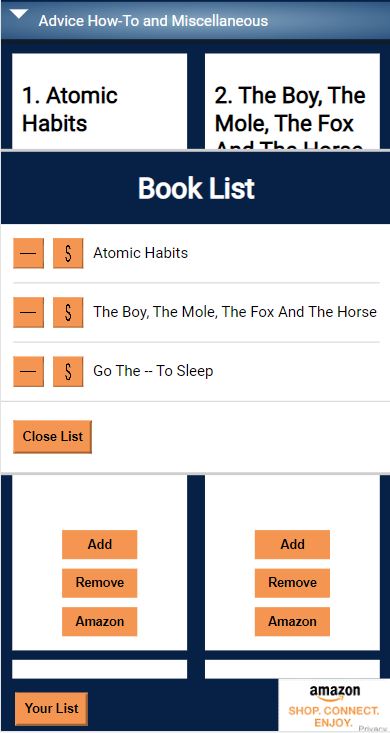 Advice How-To and Miscellaneous
1. Atomic
Habits
2. The Boy, The
Mole, The Fox
And The Horse
Book List
— $ Atomic Habits
— $ The Boy, The Mole, The Fox And The Horse
— $ Go The -- To Sleep
Close List
Add
Add
Remove
Remove
Amazon
Amazon
Your List
amazon
SHOP. CONNECT.
ENJOY.
Privacy